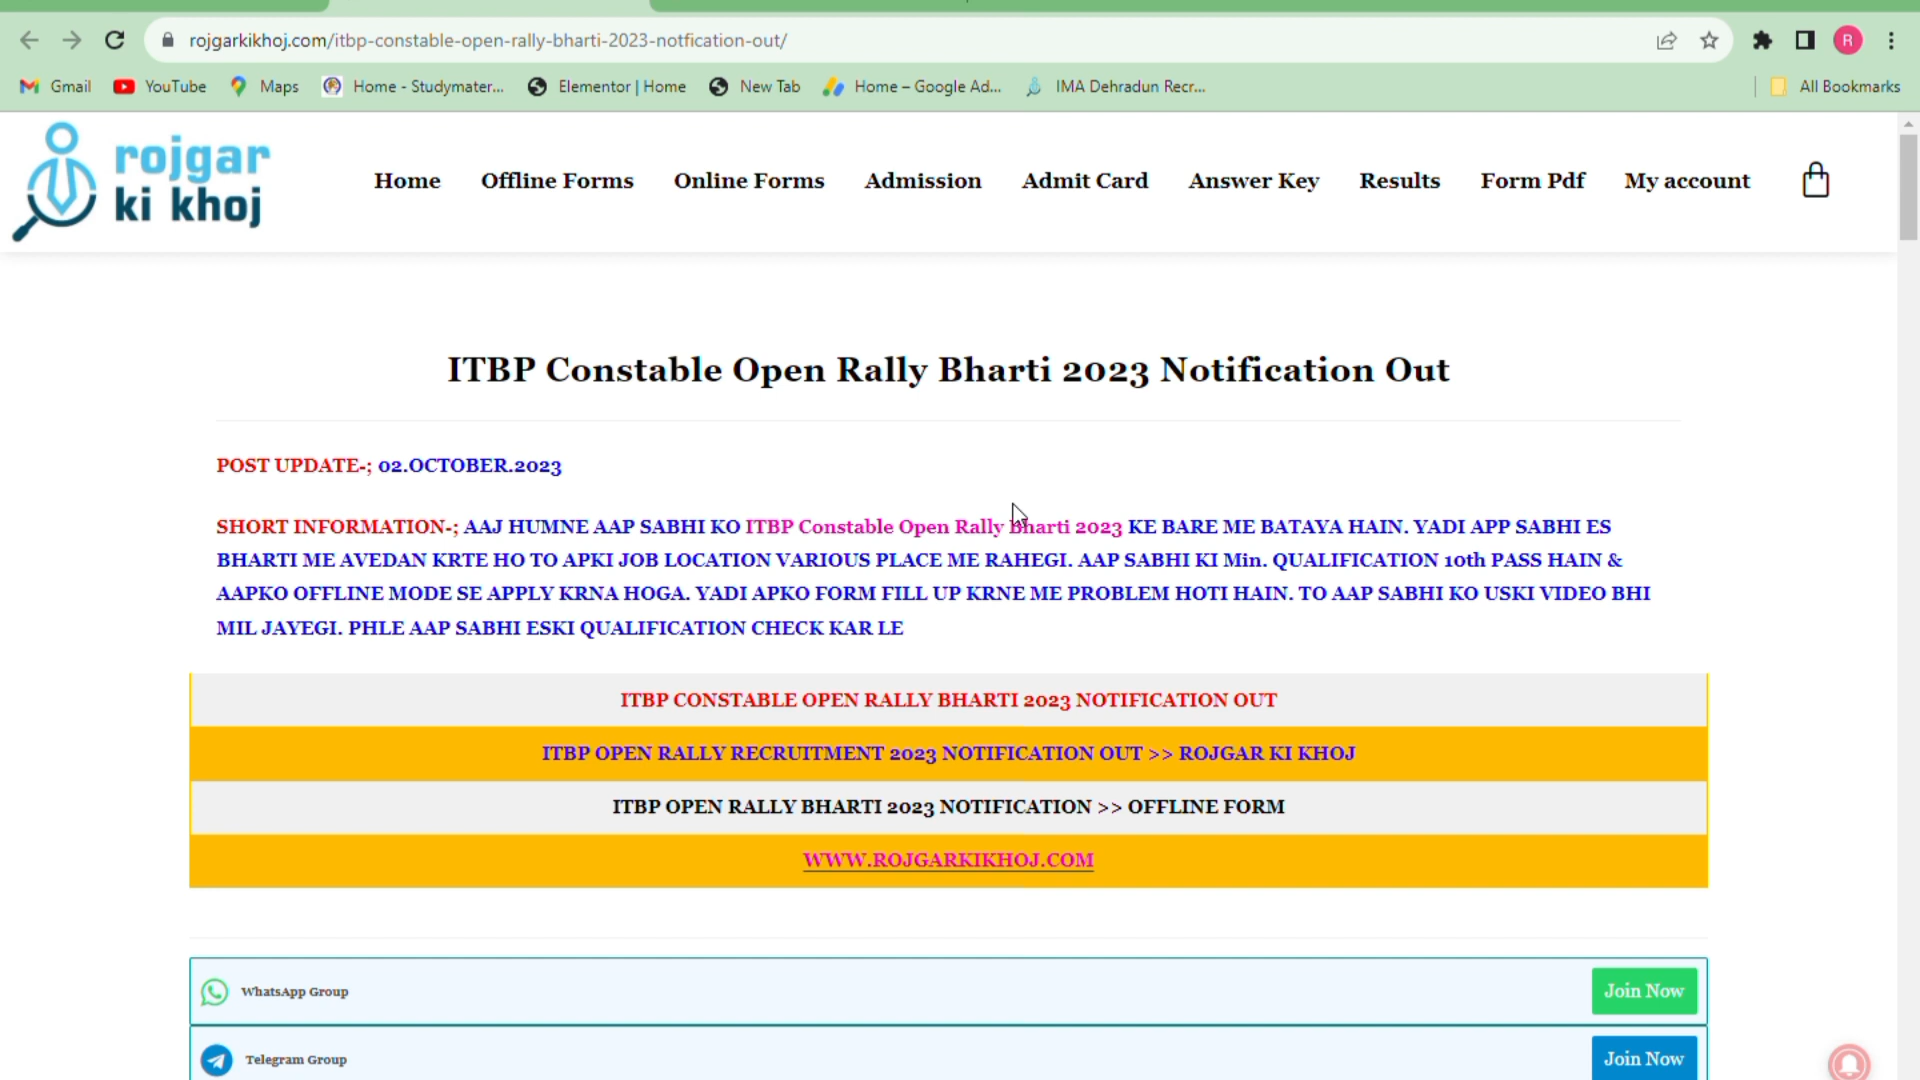 rojgarkikhoj.com/itbp-constable-open-rally-bharti-2023-notfication-out/
R
Gmail YouTube Maps Home - Studymater... Elementor | Home New Tab Home – Google Ad... IMA Dehradun Recr... All Bookmarks
rojgar
ki khoj
Home Offline Forms Online Forms Admission Admit Card Answer Key Results Form Pdf My account
ITBP Constable Open Rally Bharti 2023 Notification Out
POST UPDATE-; 02.OCTOBER.2023
SHORT INFORMATION-; AAJ HUMNE AAP SABHI KO ITBP Constable Open Rally Bharti 2023 KE BARE ME BATAYA HAIN. YADI APP SABHI ES
BHARTI ME AVEDAN KRTE HO TO APKI JOB LOCATION VARIOUS PLACE ME RAHEGI. AAP SABHI KI Min. QUALIFICATION 10th PASS HAIN &
AAPKO OFFLINE MODE SE APPLY KRNA HOGA. YADI APKO FORM FILL UP KRNE ME PROBLEM HOTI HAIN. TO AAP SABHI KO USKI VIDEO BHI
MIL JAYEGI. PHLE AAP SABHI ESKI QUALIFICATION CHECK KAR LE
ITBP CONSTABLE OPEN RALLY BHARTI 2023 NOTIFICATION OUT
ITBP OPEN RALLY RECRUITMENT 2023 NOTIFICATION OUT >> ROJGAR KI KHOJ
ITBP OPEN RALLY BHARTI 2023 NOTIFICATION >> OFFLINE FORM
WWW.ROJGARKIKHOJ.COM
WhatsApp Group Join Now
Telegram Group Join Now